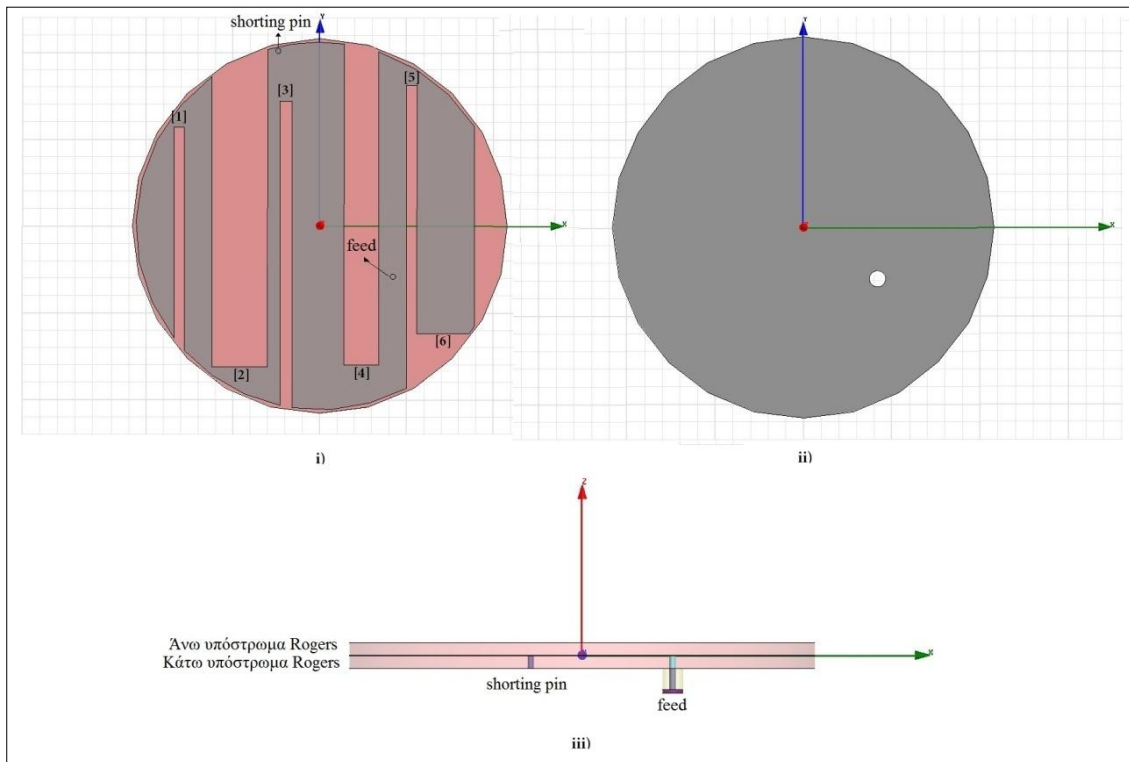 shorting pin
Y
[1]
[3]
[5]
X
feed
[2]
[4]
[6]
i)
Y
X
ii)
Z
Άνω υπόστρωμα Rogers
Κάτω υπόστρωμα Rogers
X
shorting pin
feed
iii)